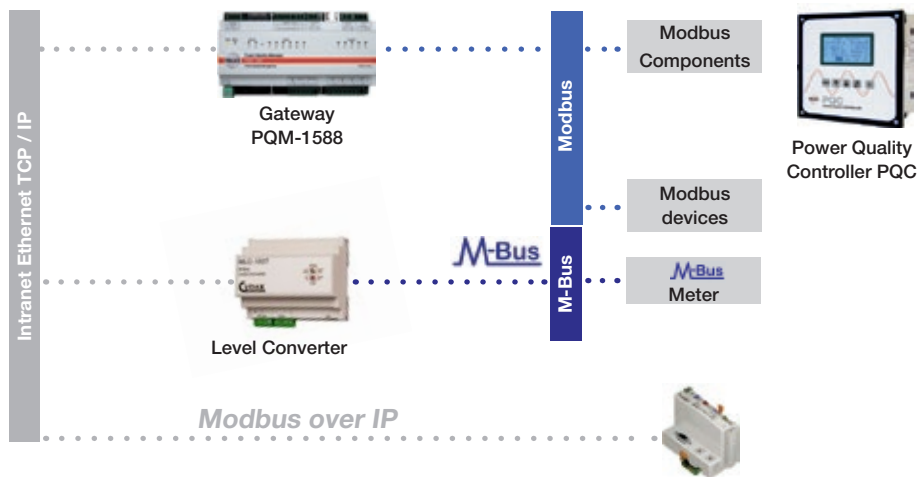 Intranet Ethernet TCP / IP
Gateway
PQM-1588
Modbus
Modbus
Components
Power Quality
Controller PQC
Modbus
devices
M-Bus
M-Bus
M-Bus
Meter
Level Converter
Modbus over IP
PQC